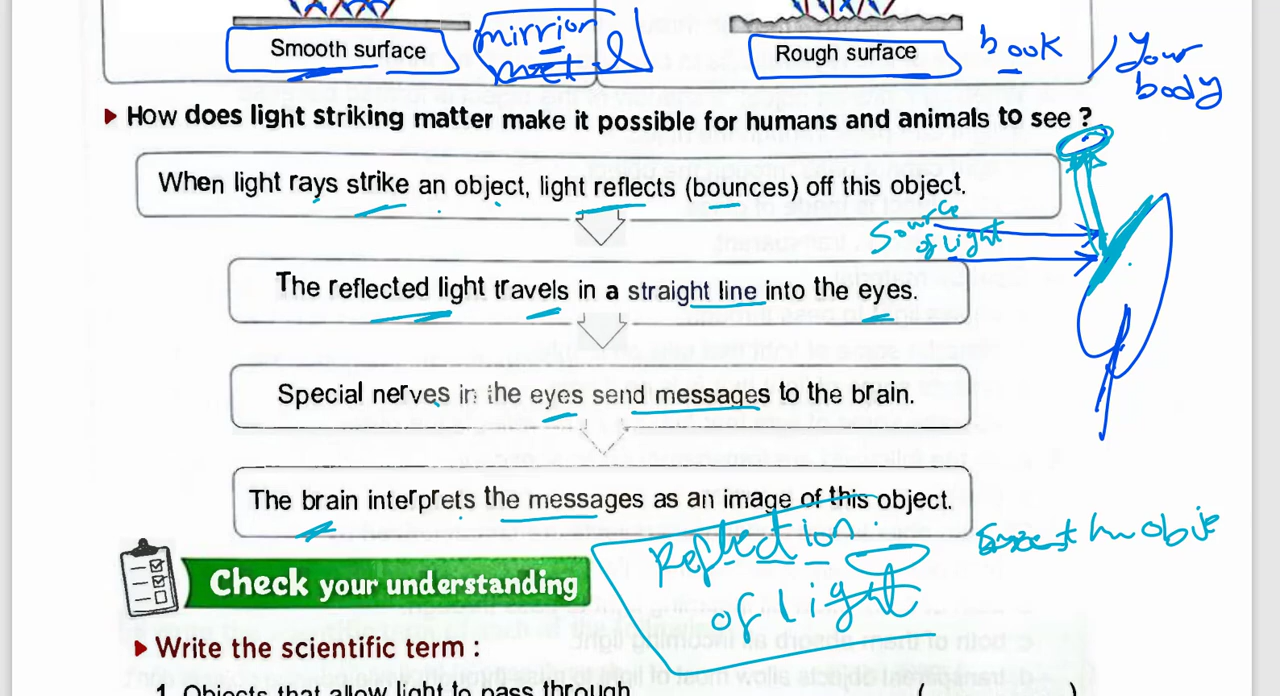 Smooth surface
mirrior
Rough surface
book
Your
body
How does light striking matter make it possible for humans and animals to see ?
When light rays strike an object, light reflects (bounces) off this object.
Source
of light
The reflected light travels in a straight line into the eyes.
Special nerves in the eyes send messages to the brain.
The brain interprets the messages as an image of this object.
Reflection
of light
Check your understanding
Write the scientific term :
1. Objects that allow light to pass through